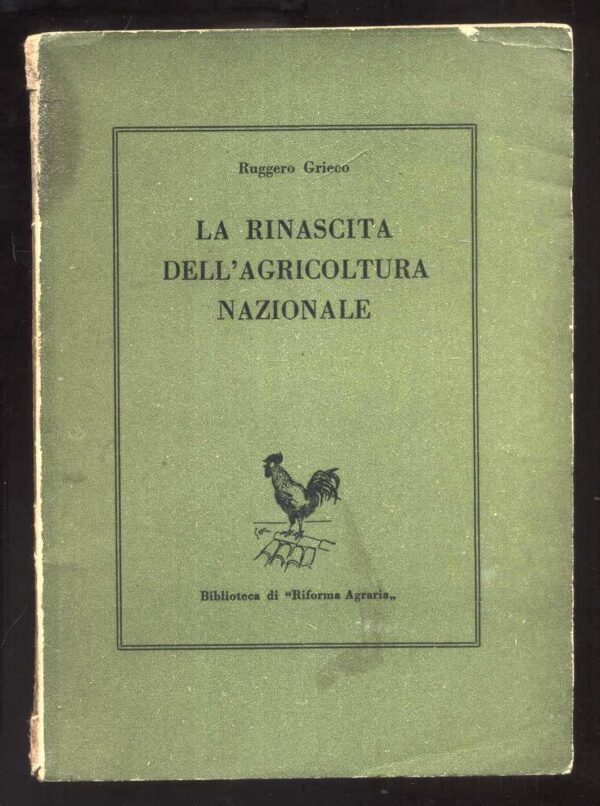 Ruggero Grieco
LA RINASCITA
DELL'AGRICOLTURA
NAZIONALE
Biblioteca di "Riforma Agraria„